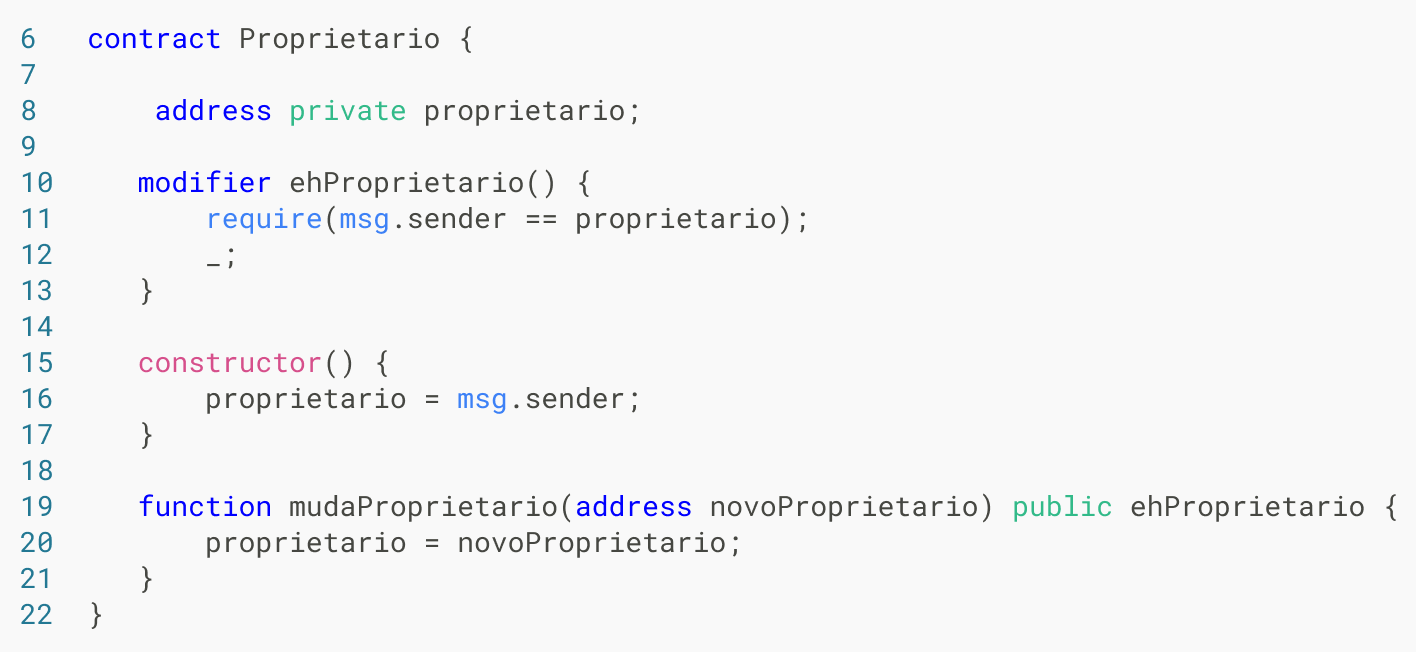 6 contract Proprietario {
7
8 address private proprietario;
9
10 modifier ehProprietario() {
11 require(msg.sender == proprietario);
12 _;
13 }
14
15 constructor() {
16 proprietario = msg.sender;
17 }
18
19 function mudaProprietario(address novoProprietario) public ehProprietario {
20 proprietario = novoProprietario;
21 }
22 }